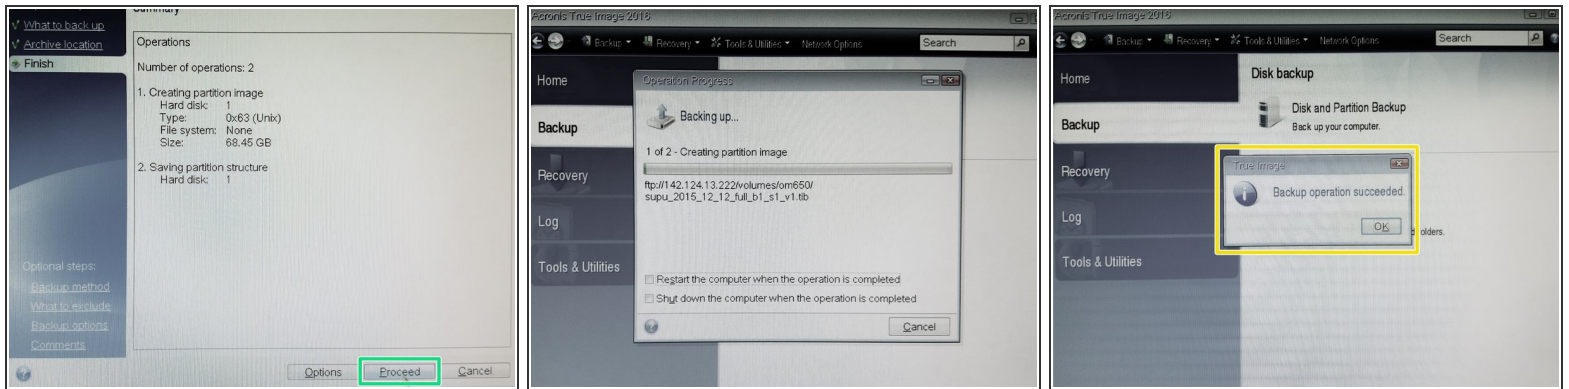 Summary
What to back up
Archive location
Finish
Operations
Number of operations: 2
1. Creating partition image
Hard disk: 1
Type: 0x63 (Unix)
File system: None
Size: 68.45 GB
2. Saving partition structure
Hard disk: 1
Optional steps:
Backup method
What to exclude
Backup options
Comments
Options Proceed Cancel
Acronis True Image 2016
Backup Recovery Tools & Utilities Network Options Search
Home
Backup
Recovery
Log
Tools & Utilities
Operation Progress
Backing up...
1 of 2 - Creating partition image
ftp://142.124.13.222/volumes/om650/
supu_2015_12_12_full_b1_s1_v1.tib
Restart the computer when the operation is completed
Shut down the computer when the operation is completed
Cancel
Acronis True Image 2016
Backup Recovery Tools & Utilities Network Options Search
Home
Backup
Recovery
Log
Tools & Utilities
Disk backup
Disk and Partition Backup
Back up your computer.
True Image
Backup operation succeeded.
OK
olders.